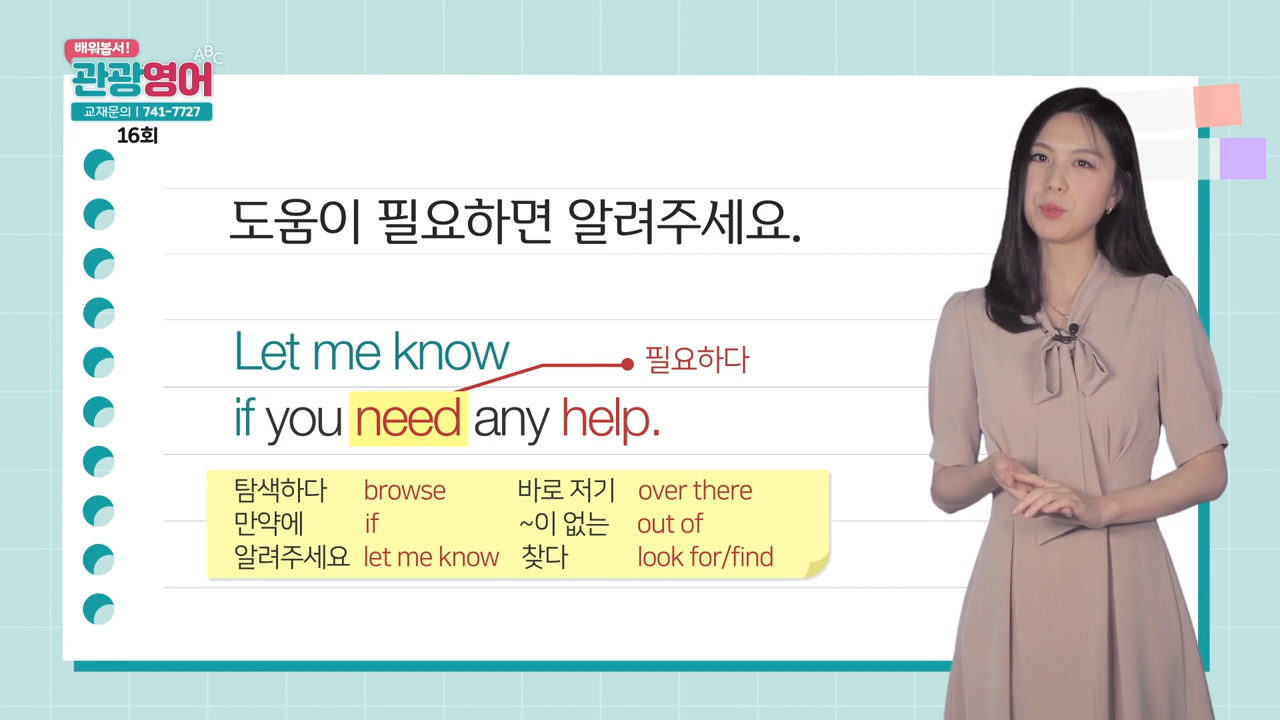 배워봅서!
ABC
관광영어
교재문의 | 741-7727
16회
도움이 필요하면 알려주세요.
Let me know
필요하다
if you need any help.
탐색하다 browse 바로 저기 over there
만약에 if ~이 없는 out of
알려주세요 let me know 찾다 look for/find